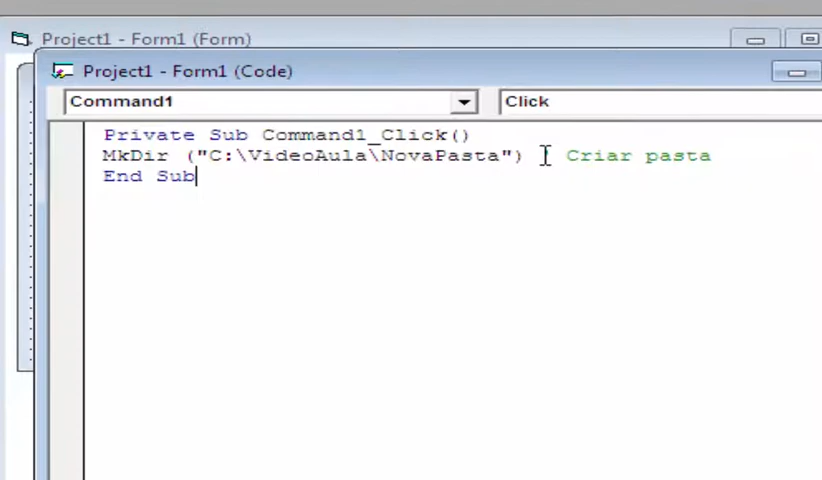 Project1 - Form1 (Form)
Project1 - Form1 (Code)
Command1
Click
Private Sub Command1_Click()
MkDir ("C:\VideoAula\NovaPasta") ' Criar pasta
End Sub